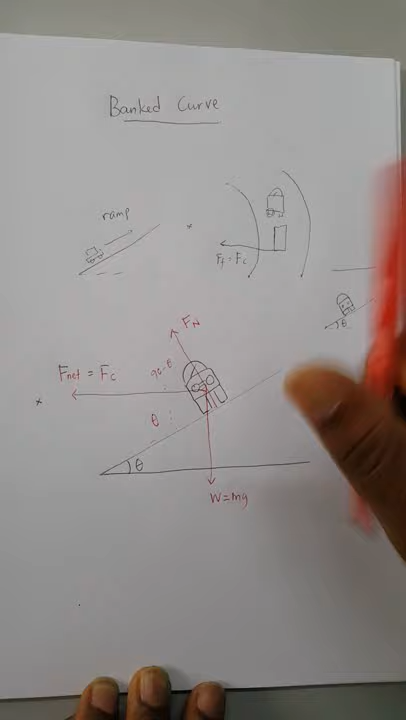 Banked Curve
ramp
Ff = Fc
θ
FN
Fnet = Fc
90-θ
θ
θ
W = mg